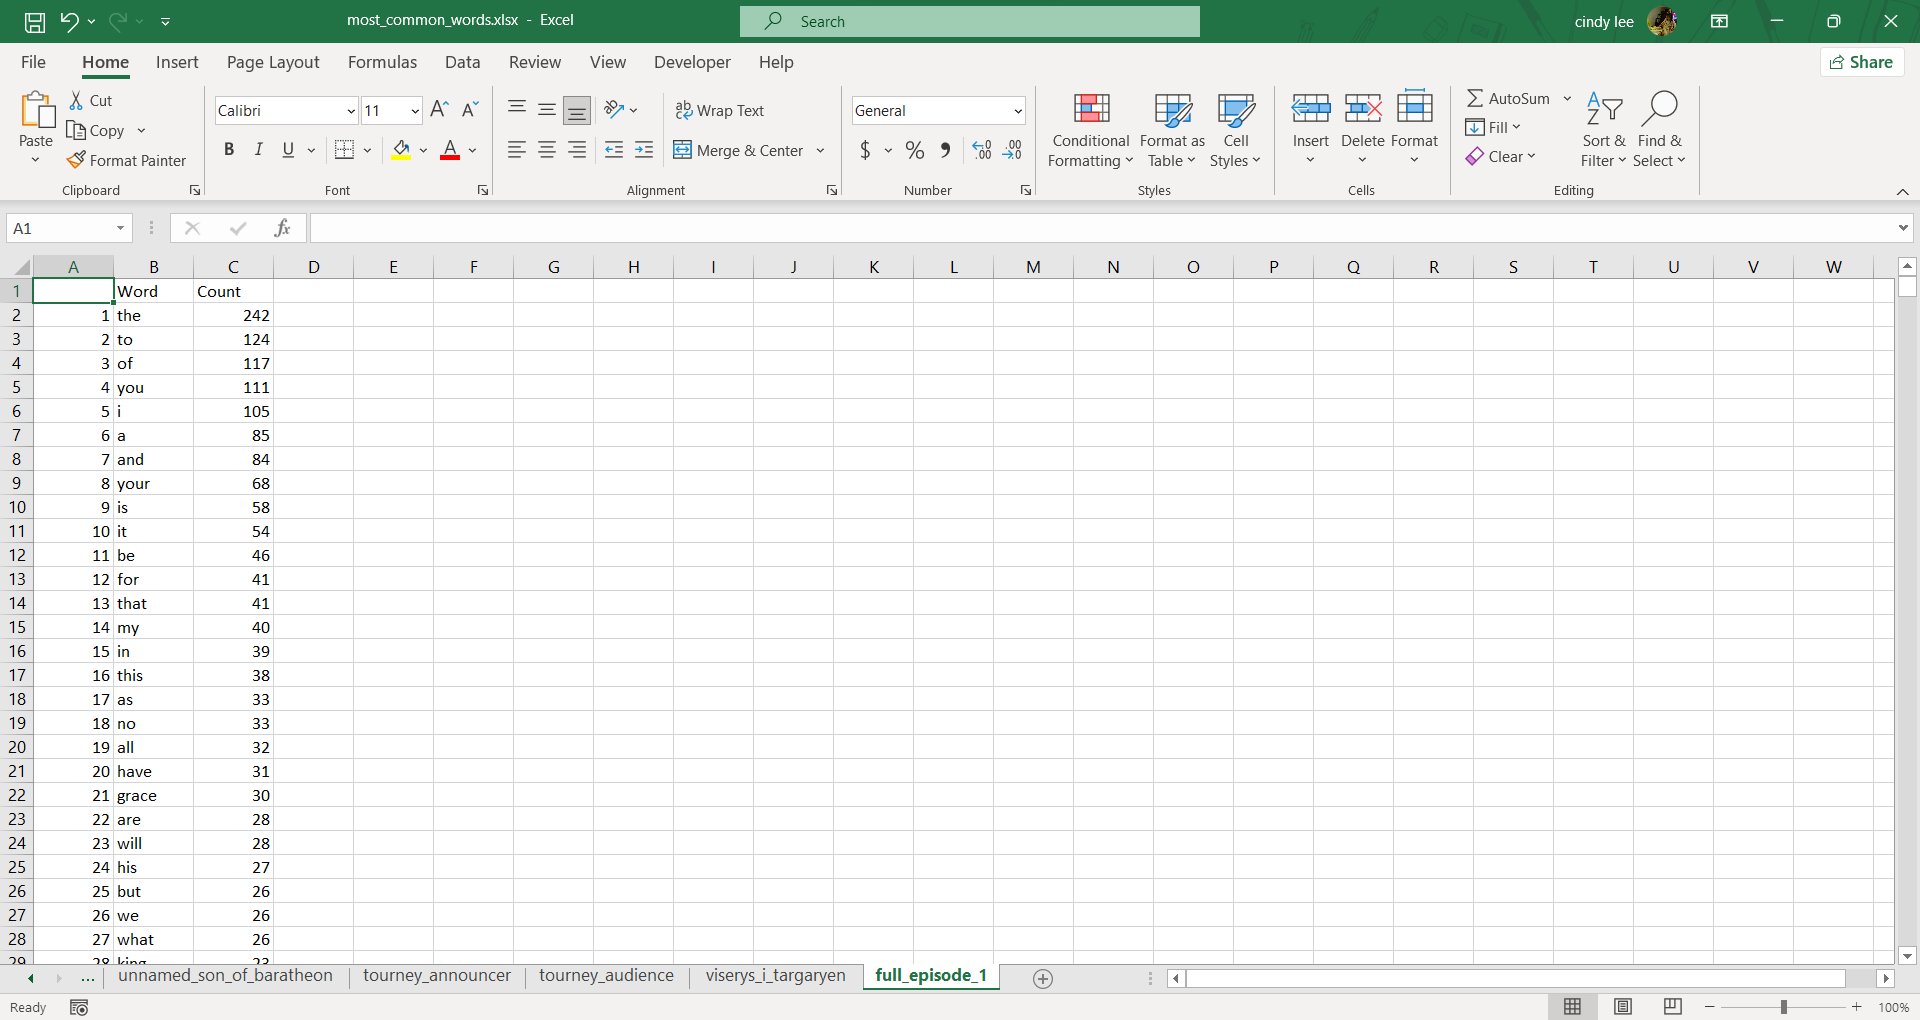 most_common_words.xlsx - Excel
Search
cindy lee
File Home Insert Page Layout Formulas Data Review View Developer Help
Share
Paste
Cut
Copy
Format Painter
Clipboard
Calibri 11 A A
B I U A
Font
ab Wrap Text
Merge & Center
Alignment
General
$ % , .00 .00
Number
Conditional Formatting
Format as Table
Cell Styles
Styles
Insert Delete Format
Cells
AutoSum
Fill
Clear
Sort & Filter
Find & Select
Editing
A1 fx
A B C D E F G H I J K L M N O P Q R S T U V W
1 Word Count
2 1 the 242
3 2 to 124
4 3 of 117
5 4 you 111
6 5 i 105
7 6 a 85
8 7 and 84
9 8 your 68
10 9 is 58
11 10 it 54
12 11 be 46
13 12 for 41
14 13 that 41
15 14 my 40
16 15 in 39
17 16 this 38
18 17 as 33
19 18 no 33
20 19 all 32
21 20 have 31
22 21 grace 30
23 22 are 28
24 23 will 28
25 24 his 27
26 25 but 26
27 26 we 26
28 27 what 26
29 28 king 23
... unnamed_son_of_baratheon tourney_announcer tourney_audience viserys_i_targaryen full_episode_1
Ready 100%